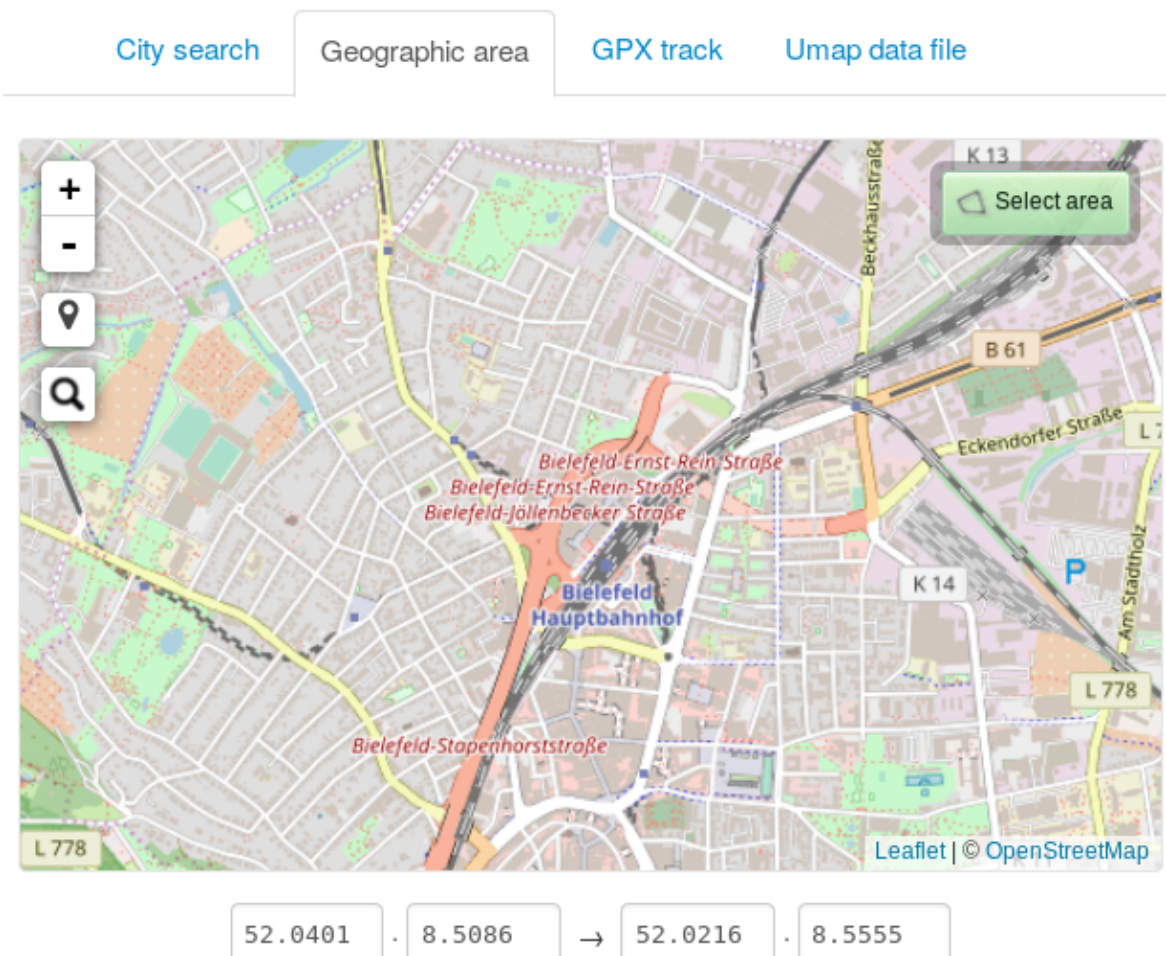 City search
Geographic area
GPX track
Umap data file
+
-
K 13
Select area
Beckhausstraße
B 61
Eckendorfer Straße
Bielefeld-Ernst-Rein-Straße
Bielefeld-Ernst-Rein-Straße
Bielefeld-Jöllenbecker Straße
P
K 14
Bielefeld
Hauptbahnhof
Am Stadtholz
L 778
Bielefeld-Stapenhorststraße
L 778
Leaflet | © OpenStreetMap
52.0401 . 8.5086 → 52.0216 . 8.5555